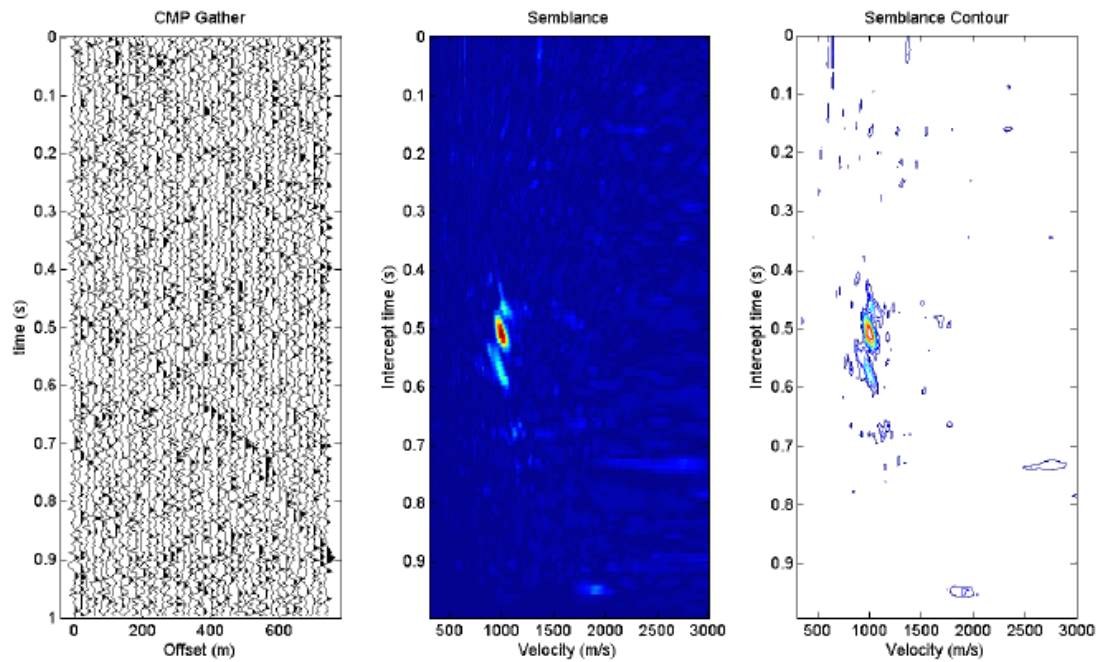 CMP Gather
0
0.1
0.2
0.3
0.4
0.5
0.6
0.7
0.8
0.9
1
time (s)
0 200 400 600
Offset (m)
Semblance
0
0.1
0.2
0.3
0.4
0.5
0.6
0.7
0.8
0.9
Intercept time (s)
500 1000 1500 2000 2500 3000
Velocity (m/s)
Semblance Contour
0
0.1
0.2
0.3
0.4
0.5
0.6
0.7
0.8
0.9
Intercept time (s)
500 1000 1500 2000 2500 3000
Velocity (m/s)